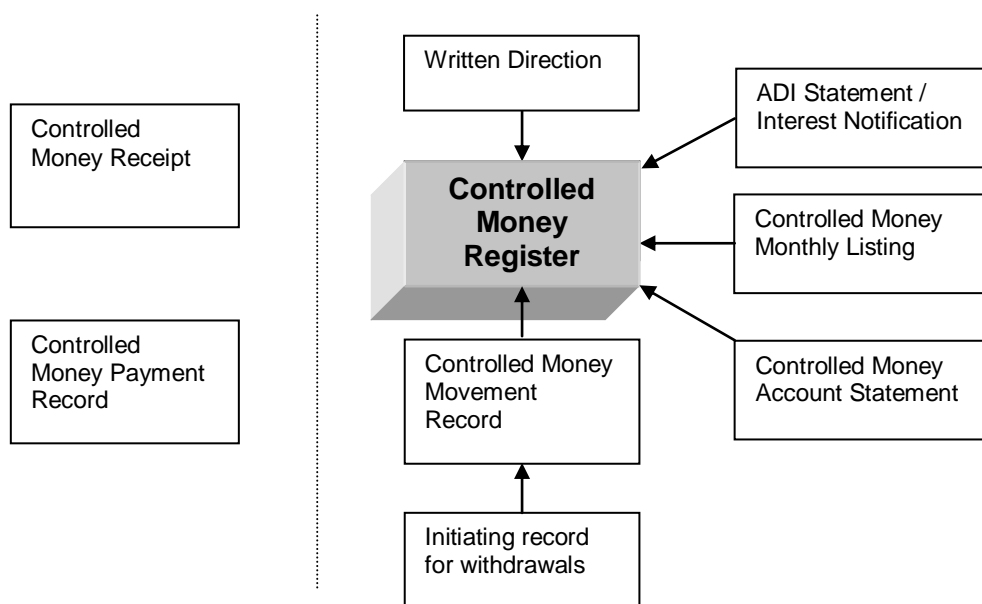 Controlled
Money Receipt
Controlled
Money Payment
Record
Written Direction
Controlled
Money
Register
Controlled Money
Movement
Record
Initiating record
for withdrawals
ADI Statement /
Interest Notification
Controlled Money
Monthly Listing
Controlled Money
Account Statement